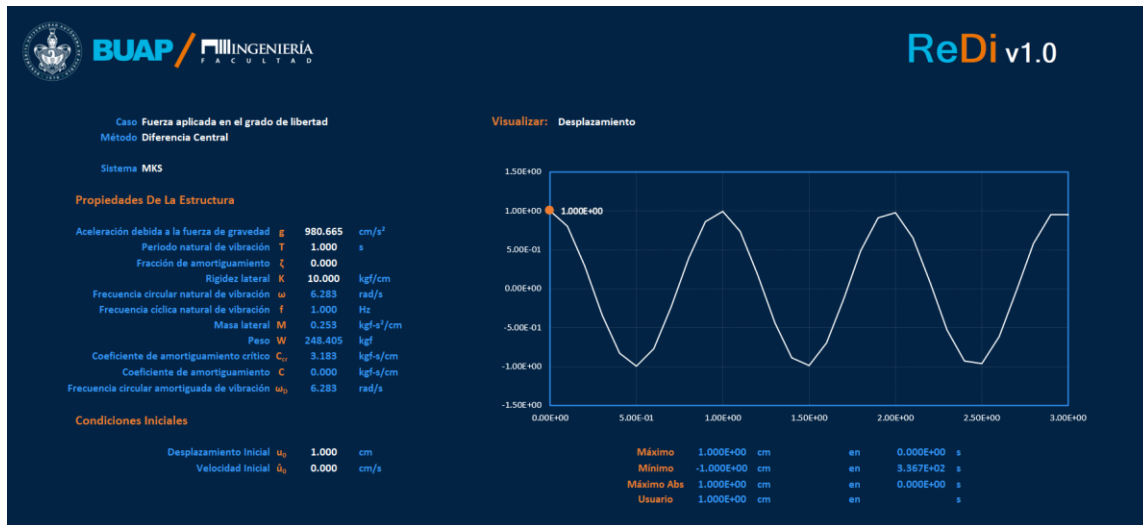 BUAP INGENIERÍA
FACULTAD
ReDi v1.0
Caso Fuerza aplicada en el grado de libertad
Método Diferencia Central
Sistema MKS
Propiedades De La Estructura
Aceleración debida a la fuerza de gravedad g 980.665 cm/s²
Periodo natural de vibración T 1.000 s
Fracción de amortiguamiento ζ 0.000
Rigidez lateral K 10.000 kgf/cm
Frecuencia circular natural de vibración ω 6.283 rad/s
Frecuencia cíclica natural de vibración f 1.000 Hz
Masa lateral M 0.253 kgf-s²/cm
Peso W 248.405 kgf
Coeficiente de amortiguamiento crítico Ccr 3.183 kgf-s/cm
Coeficiente de amortiguamiento C 0.000 kgf-s/cm
Frecuencia circular amortiguada de vibración ωD 6.283 rad/s
Condiciones Iniciales
Desplazamiento Inicial u₀ 1.000 cm
Velocidad Inicial u̇₀ 0.000 cm/s
Visualizar: Desplazamiento
1.50E+00
1.00E+00 1.000E+00
5.00E-01
0.00E+00
-5.00E-01
-1.00E+00
-1.50E+00
0.00E+00 5.00E-01 1.00E+00 1.50E+00 2.00E+00 2.50E+00 3.00E+00
Máximo 1.000E+00 cm en 0.000E+00 s
Mínimo -1.000E+00 cm en 3.367E+02 s
Máximo Abs 1.000E+00 cm en 0.000E+00 s
Usuario 1.000E+00 cm en s